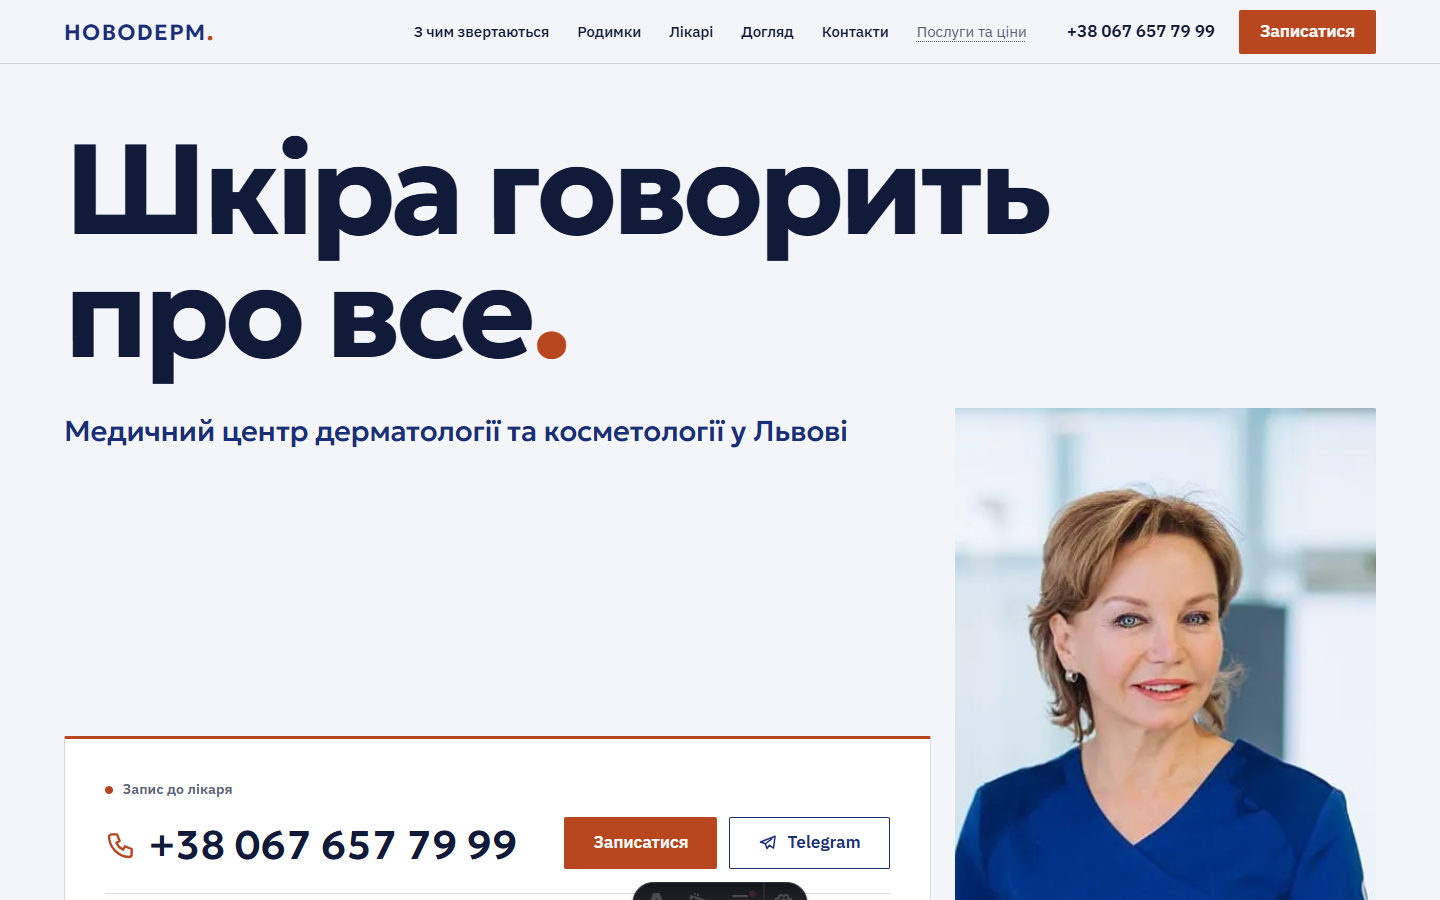 НОВОДЕРМ.
З чим звертаються
Родимки
Лікарі
Догляд
Контакти
Послуги та ціни
+38 067 657 79 99
Записатися
Шкіра говорить
про все.
Медичний центр дерматології та косметології у Львові
Запис до лікаря
+38 067 657 79 99
Записатися
Telegram